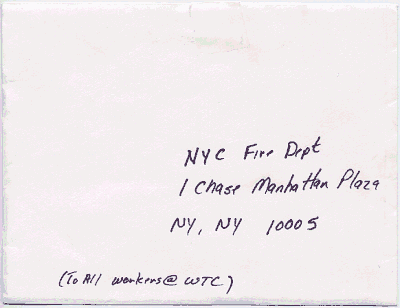 NYC Fire Dept
1 Chase Manhattan Plaza
NY, NY 10005
(To All workers@ WTC)